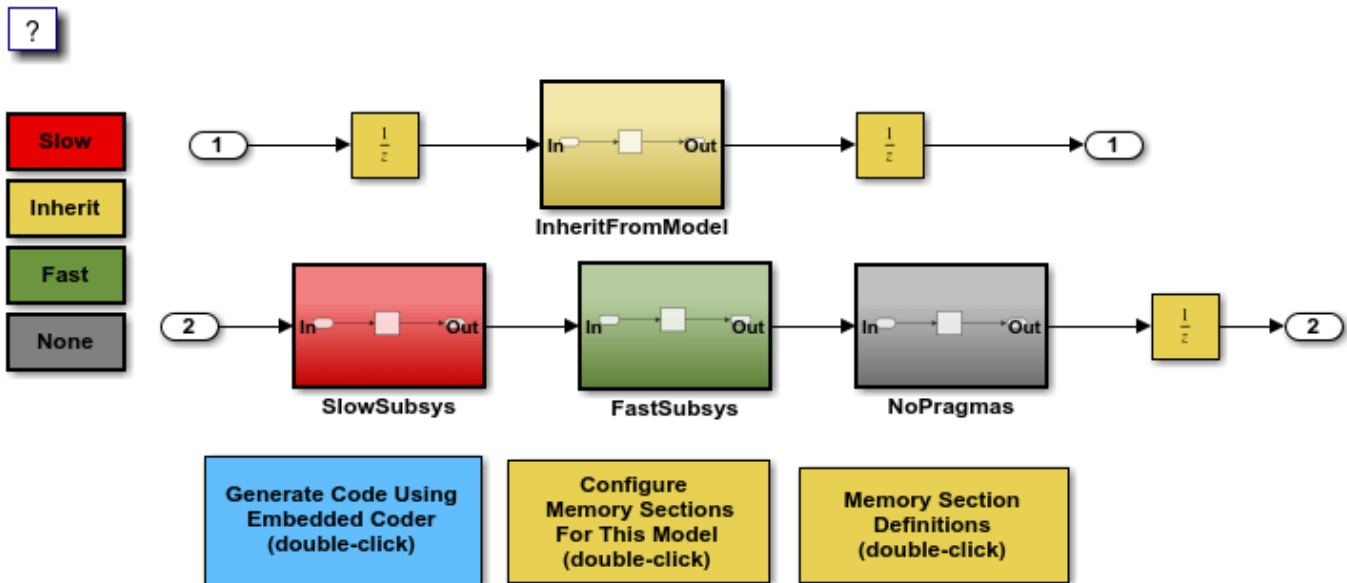 ?
Slow
Inherit
Fast
None
1
1
z
In
Out
InheritFromModel
1
z
1
2
In
Out
SlowSubsys
In
Out
FastSubsys
In
Out
NoPragmas
1
z
2
Generate Code Using
Embedded Coder
(double-click)
Configure
Memory Sections
For This Model
(double-click)
Memory Section
Definitions
(double-click)